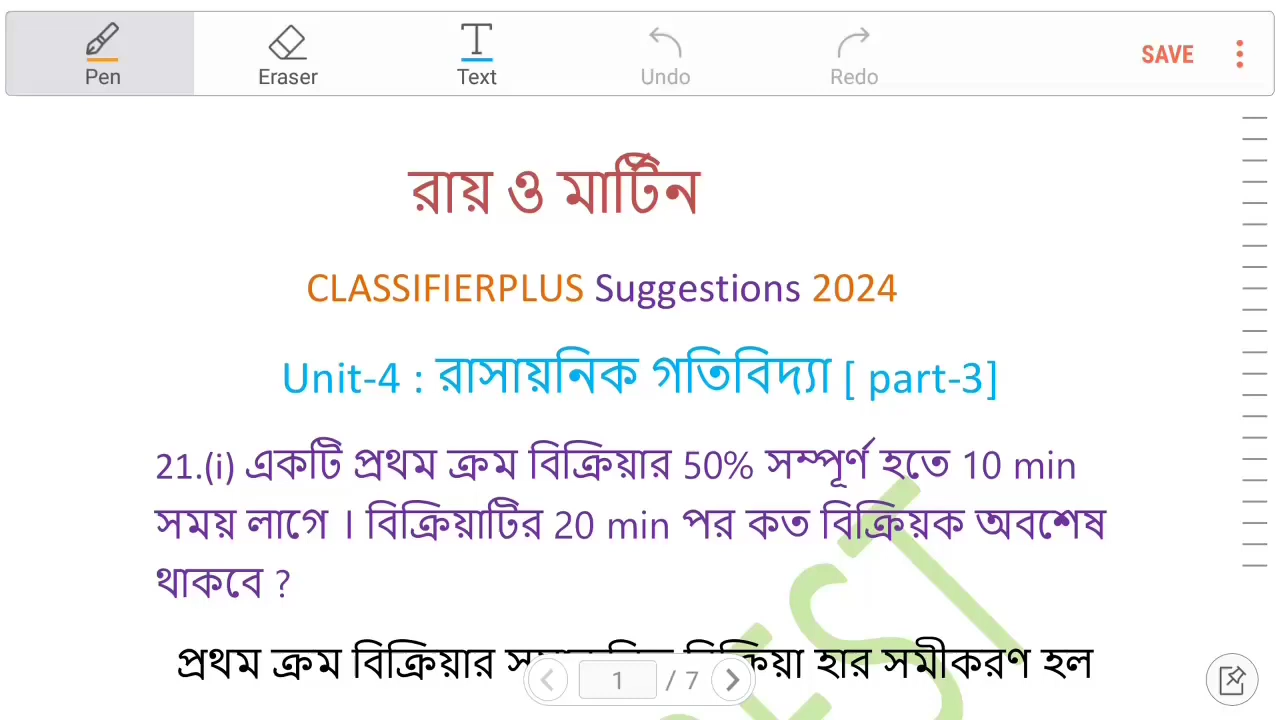 Pen
Eraser
Text
Undo
Redo
SAVE
রায় ও মার্টিন
CLASSIFIERPLUS Suggestions 2024
Unit-4 : রাসায়নিক গতিবিদ্যা [ part-3]
21.(i) একটি প্রথম ক্রম বিক্রিয়ার 50% সম্পূর্ণ হতে 10 min
সময় লাগে । বিক্রিয়াটির 20 min পর কত বিক্রিয়ক অবশেষ
থাকবে ?
প্রথম ক্রম বিক্রিয়ার হার সমীকরণ হল
1 / 7